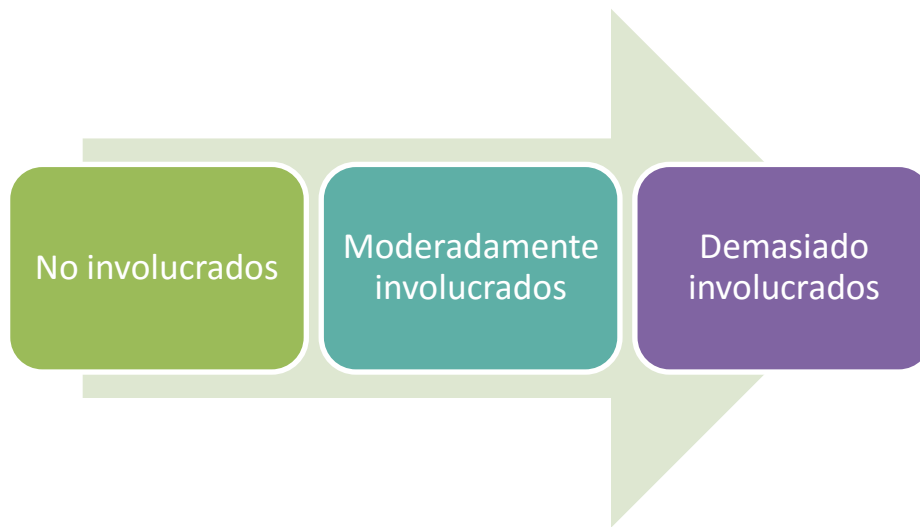 No involucrados
Moderadamente
involucrados
Demasiado
involucrados